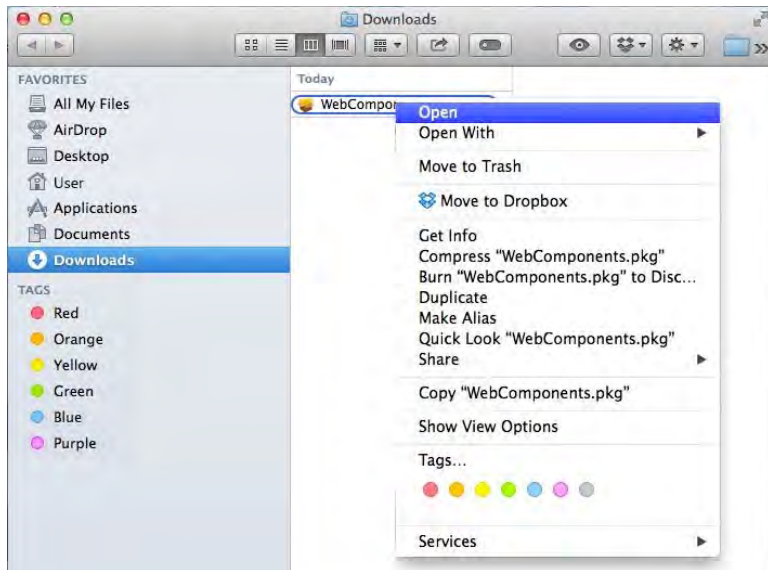 Downloads
FAVORITES
All My Files
AirDrop
Desktop
User
Applications
Documents
Downloads
TAGS
Red
Orange
Yellow
Green
Blue
Purple
Today
WebCompo
Open
Open With
Move to Trash
Move to Dropbox
Get Info
Compress “WebComponents.pkg”
Burn “WebComponents.pkg” to Disc...
Duplicate
Make Alias
Quick Look “WebComponents.pkg”
Share
Copy “WebComponents.pkg”
Show View Options
Tags...
Services